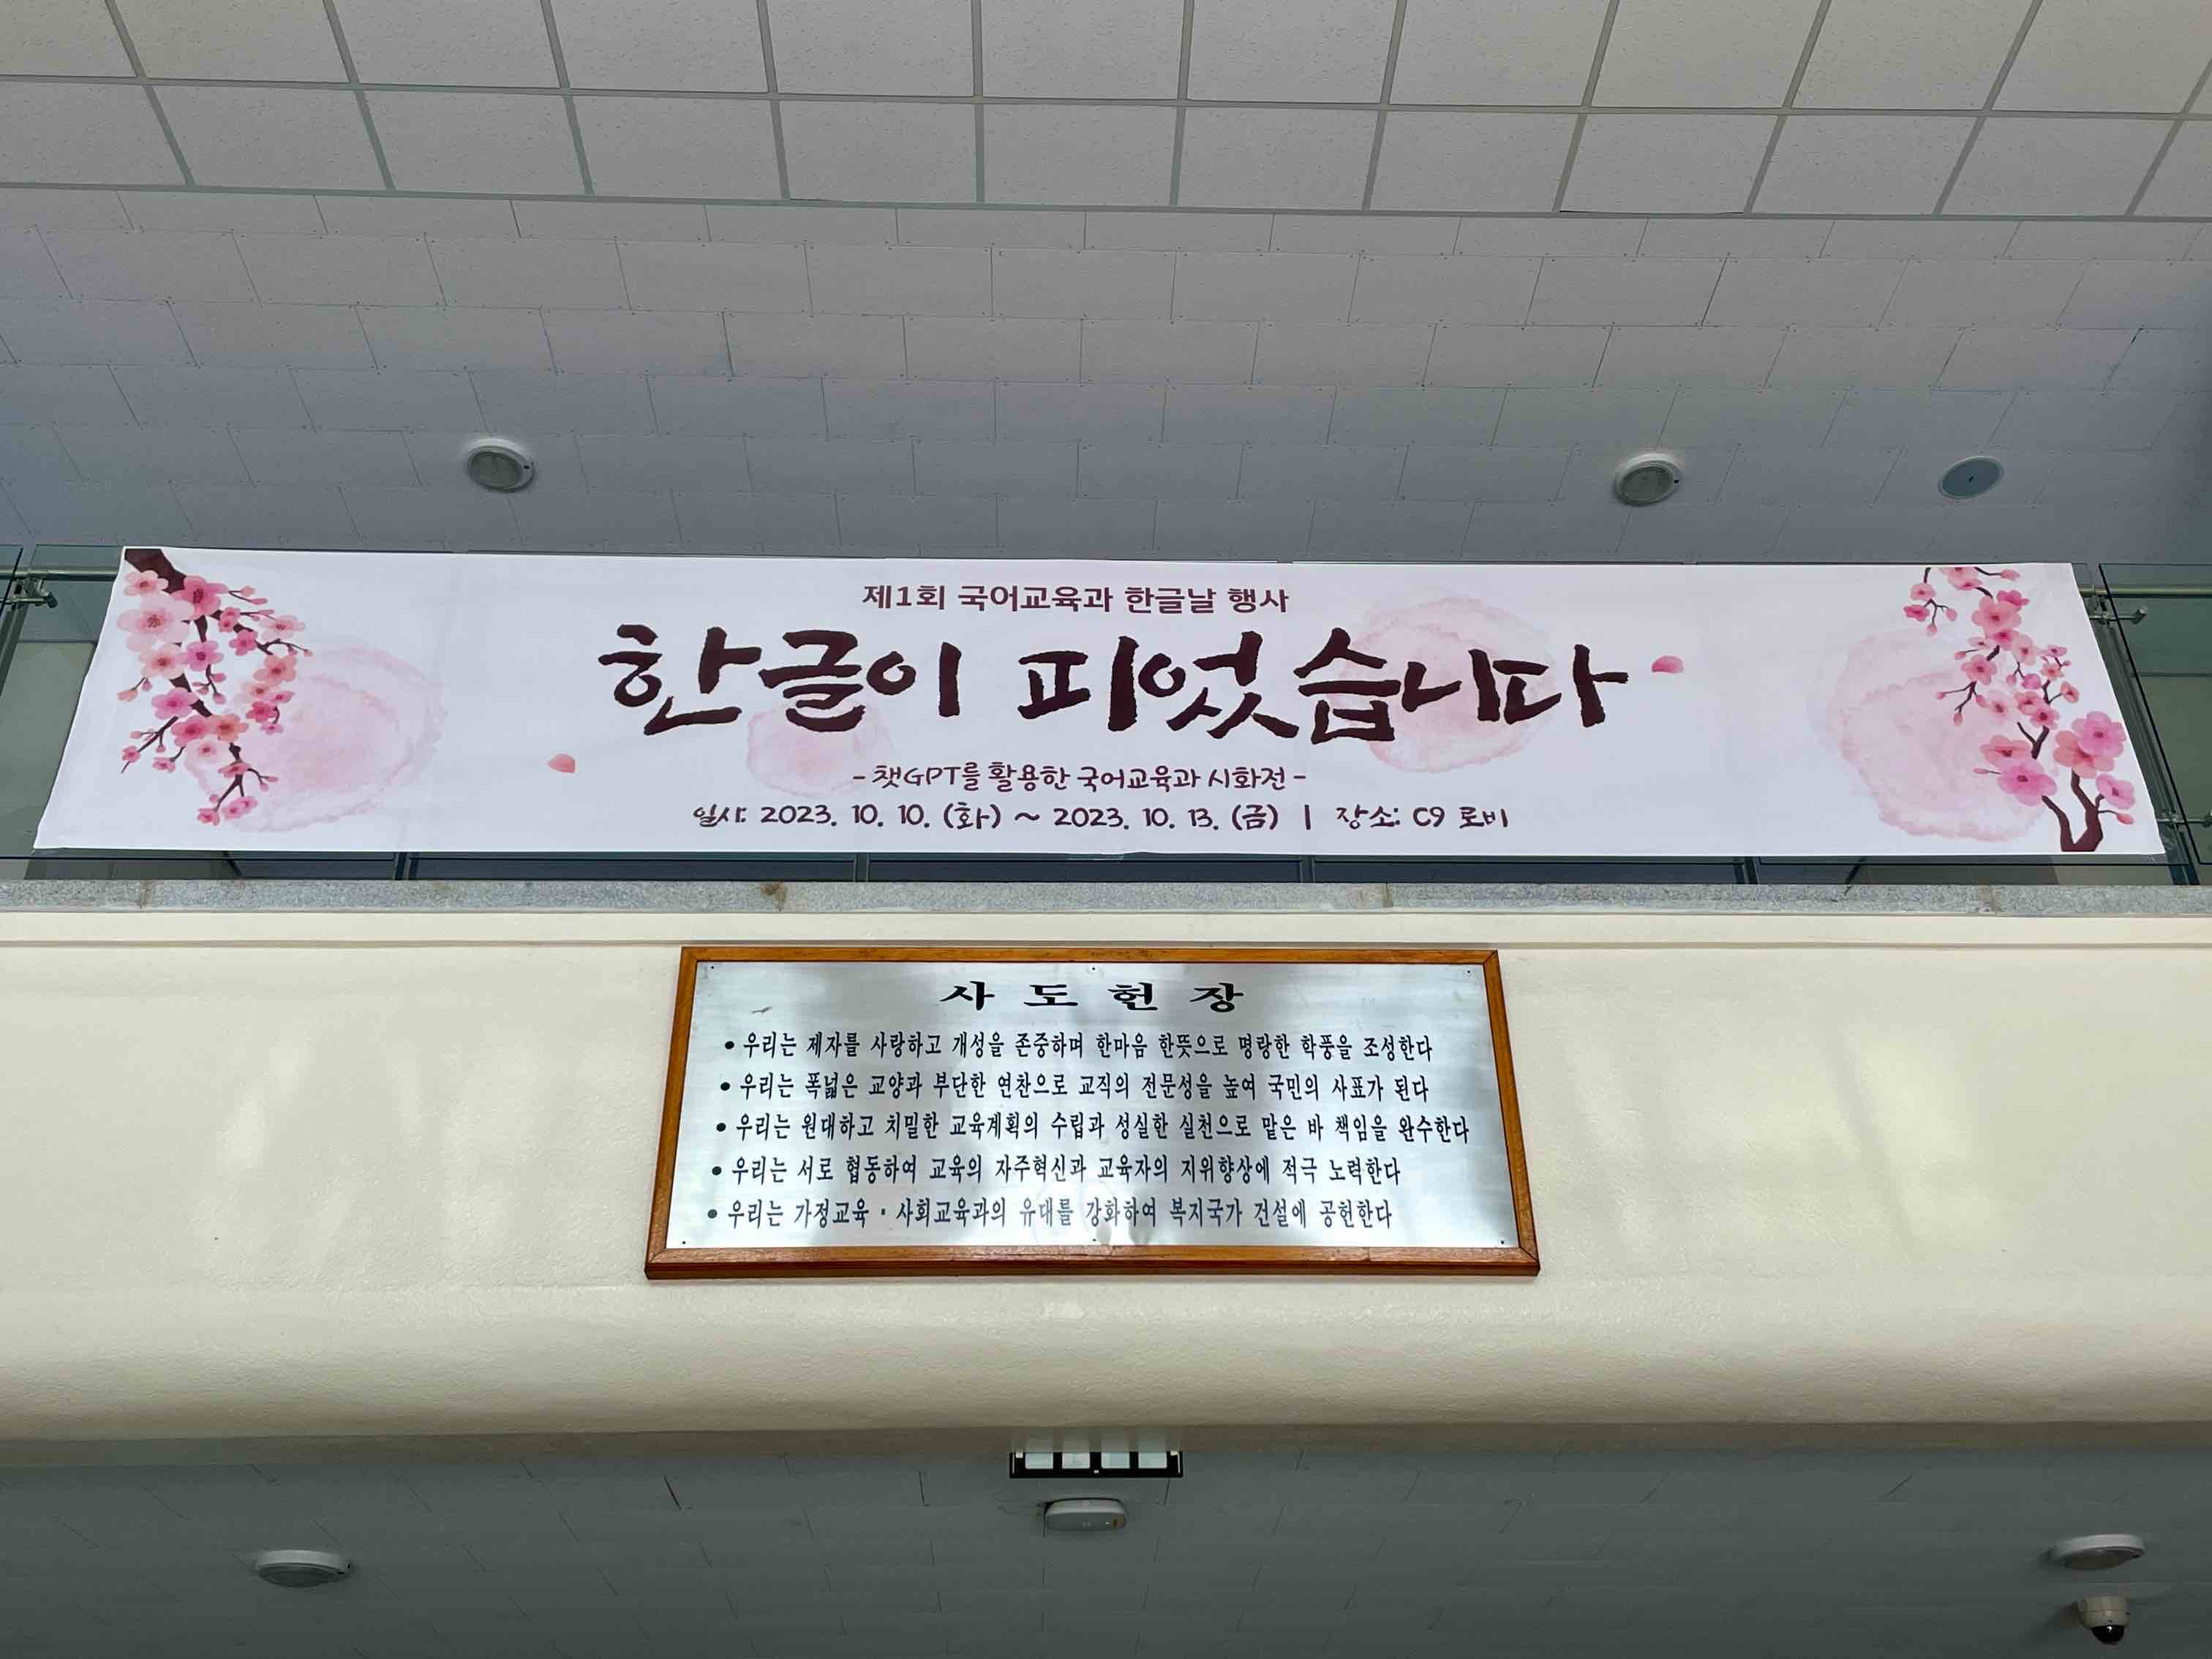 제1회 국어교육과 한글날 행사
한글이 피었습니다
- 챗GPT를 활용한 국어교육과 시화전 -
일시: 2023. 10. 10. (화) ~ 2023. 10. 13. (금) | 장소: C9 로비
사도헌장
• 우리는 제자를 사랑하고 개성을 존중하며 한마음 한뜻으로 명랑한 학풍을 조성한다
• 우리는 폭넓은 교양과 부단한 연찬으로 교직의 전문성을 높여 국민의 사표가 된다
• 우리는 원대하고 치밀한 교육계획의 수립과 성실한 실천으로 맡은 바 책임을 완수한다
• 우리는 서로 협동하여 교육의 자주혁신과 교육자의 지위향상에 적극 노력한다
• 우리는 가정교육·사회교육과의 유대를 강화하여 복지국가 건설에 공헌한다